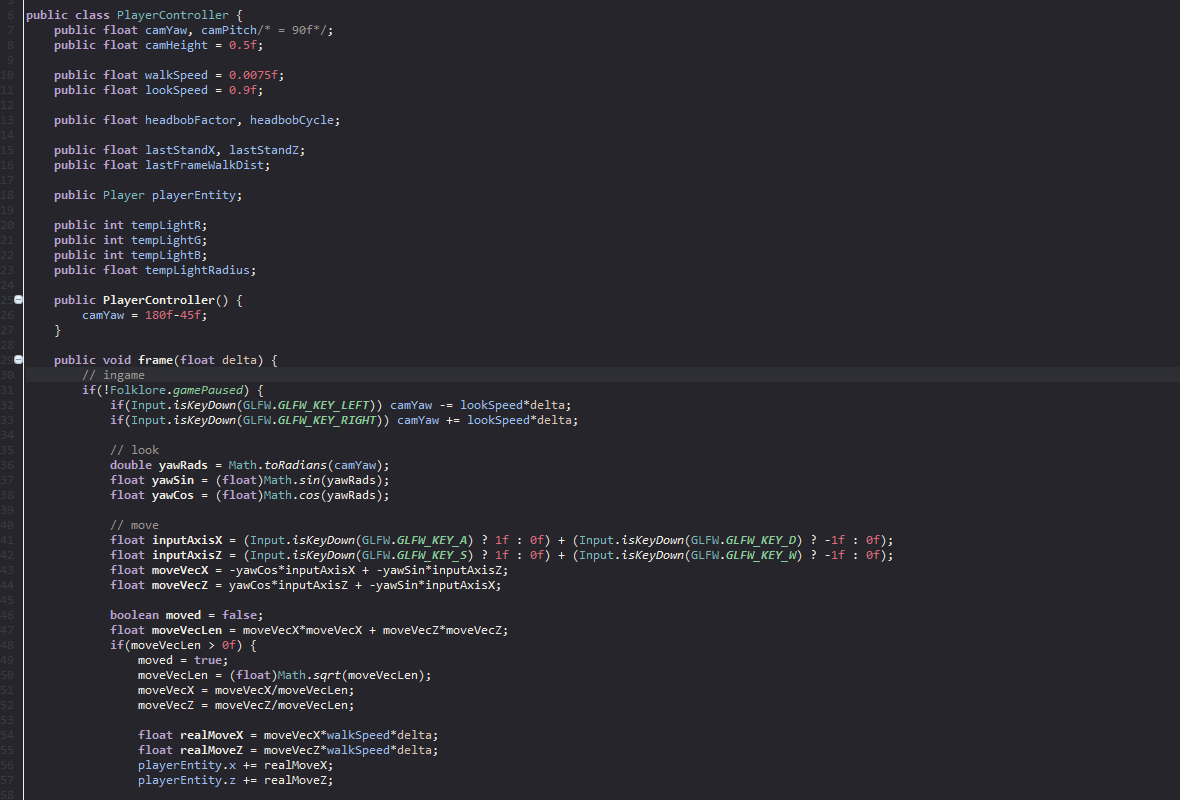 6 public class PlayerController {
7     public float camYaw, camPitch/* = 90f*/;
8     public float camHeight = 0.5f;
9
10     public float walkSpeed = 0.0075f;
11     public float lookSpeed = 0.9f;
12
13     public float headbobFactor, headbobCycle;
14
15     public float lastStandX, lastStandZ;
16     public float lastFrameWalkDist;
17
18     public Player playerEntity;
19
20     public int tempLightR;
21     public int tempLightG;
22     public int tempLightB;
23     public float tempLightRadius;
24
25     public PlayerController() {
26         camYaw = 180f-45f;
27     }
28
29     public void frame(float delta) {
30         // ingame
31         if(!Folklore.gamePaused) {
32             if(Input.isKeyDown(GLFW.GLFW_KEY_LEFT)) camYaw -= lookSpeed*delta;
33             if(Input.isKeyDown(GLFW.GLFW_KEY_RIGHT)) camYaw += lookSpeed*delta;
34
35             // look
36             double yawRads = Math.toRadians(camYaw);
37             float yawSin = (float)Math.sin(yawRads);
38             float yawCos = (float)Math.cos(yawRads);
39
40             // move
41             float inputAxisX = (Input.isKeyDown(GLFW.GLFW_KEY_A) ? 1f : 0f) + (Input.isKeyDown(GLFW.GLFW_KEY_D) ? -1f : 0f);
42             float inputAxisZ = (Input.isKeyDown(GLFW.GLFW_KEY_S) ? 1f : 0f) + (Input.isKeyDown(GLFW.GLFW_KEY_W) ? -1f : 0f);
43             float moveVecX = -yawCos*inputAxisX + -yawSin*inputAxisZ;
44             float moveVecZ = yawCos*inputAxisZ + -yawSin*inputAxisX;
45
46             boolean moved = false;
47             float moveVecLen = moveVecX*moveVecX + moveVecZ*moveVecZ;
48             if(moveVecLen > 0f) {
49                 moved = true;
50                 moveVecLen = (float)Math.sqrt(moveVecLen);
51                 moveVecX = moveVecX/moveVecLen;
52                 moveVecZ = moveVecZ/moveVecLen;
53
54                 float realMoveX = moveVecX*walkSpeed*delta;
55                 float realMoveZ = moveVecZ*walkSpeed*delta;
56                 playerEntity.x += realMoveX;
57                 playerEntity.z += realMoveZ;
58